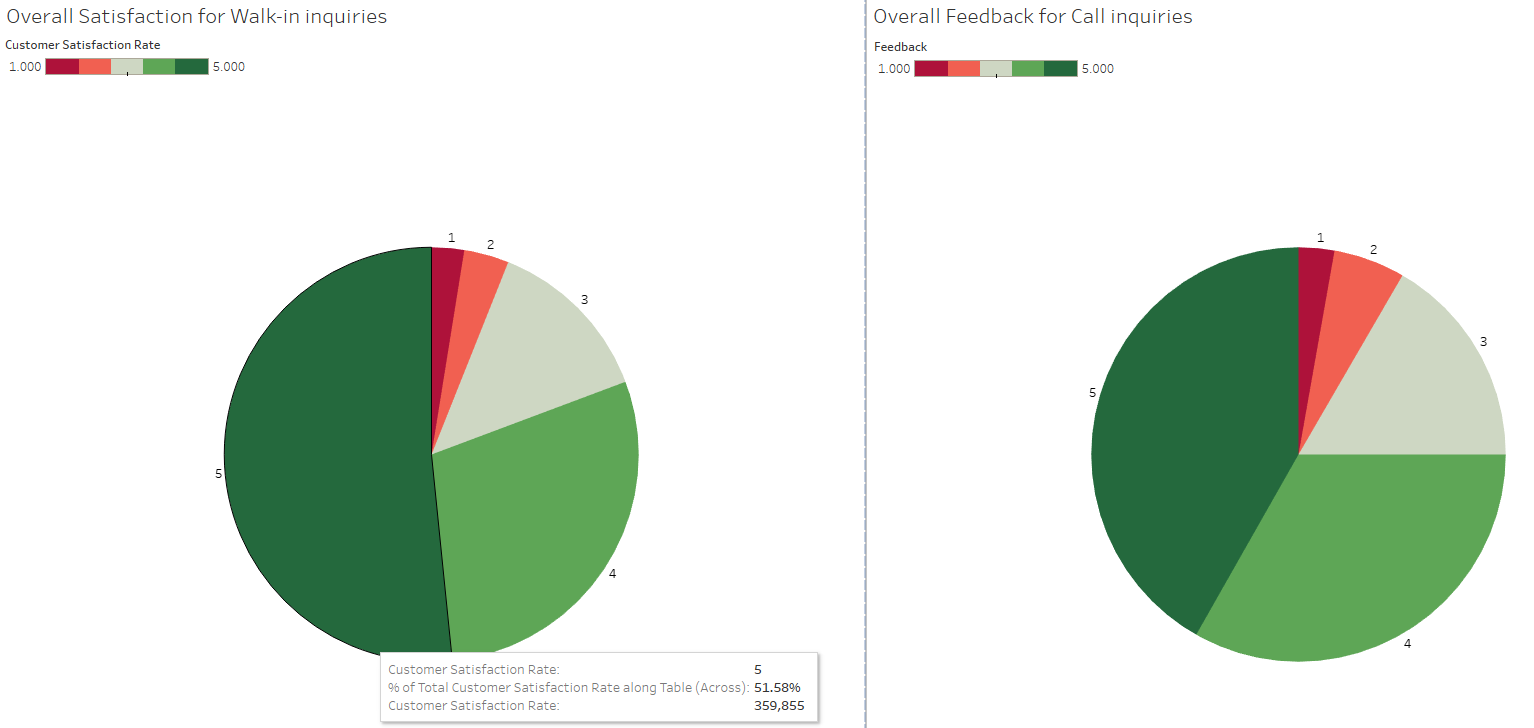 Overall Satisfaction for Walk-in inquiries
Customer Satisfaction Rate
1.000 5.000
1
2
3
4
5
Customer Satisfaction Rate: 5
% of Total Customer Satisfaction Rate along Table (Across): 51.58%
Customer Satisfaction Rate: 359,855
Overall Feedback for Call inquiries
Feedback
1.000 5.000
1
2
3
4
5